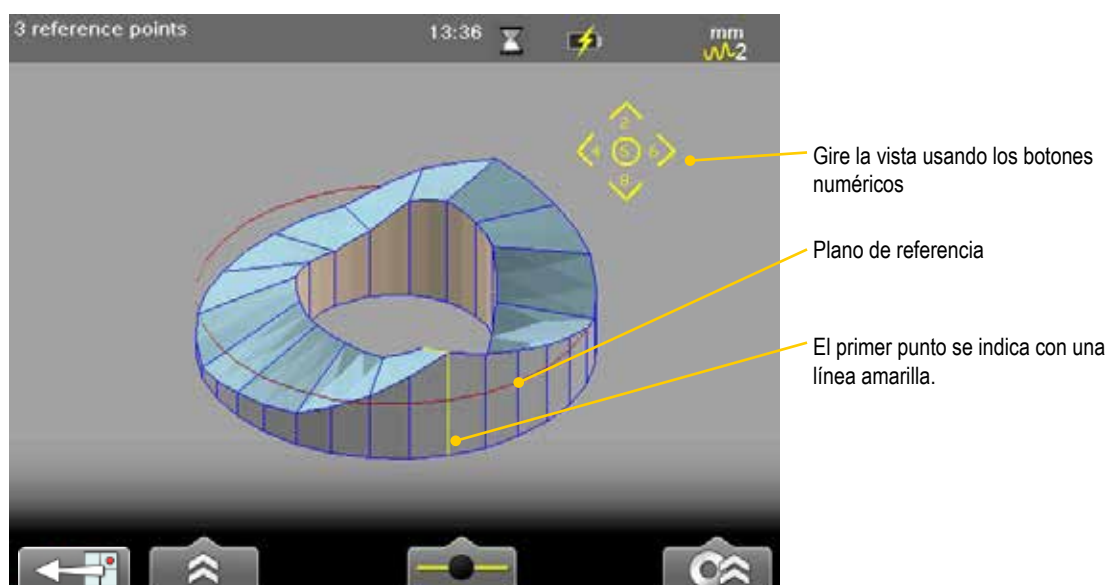 3 reference points
13:36
mm
2
2
4 5 6
8
Gire la vista usando los botones
numéricos
Plano de referencia
El primer punto se indica con una
línea amarilla.